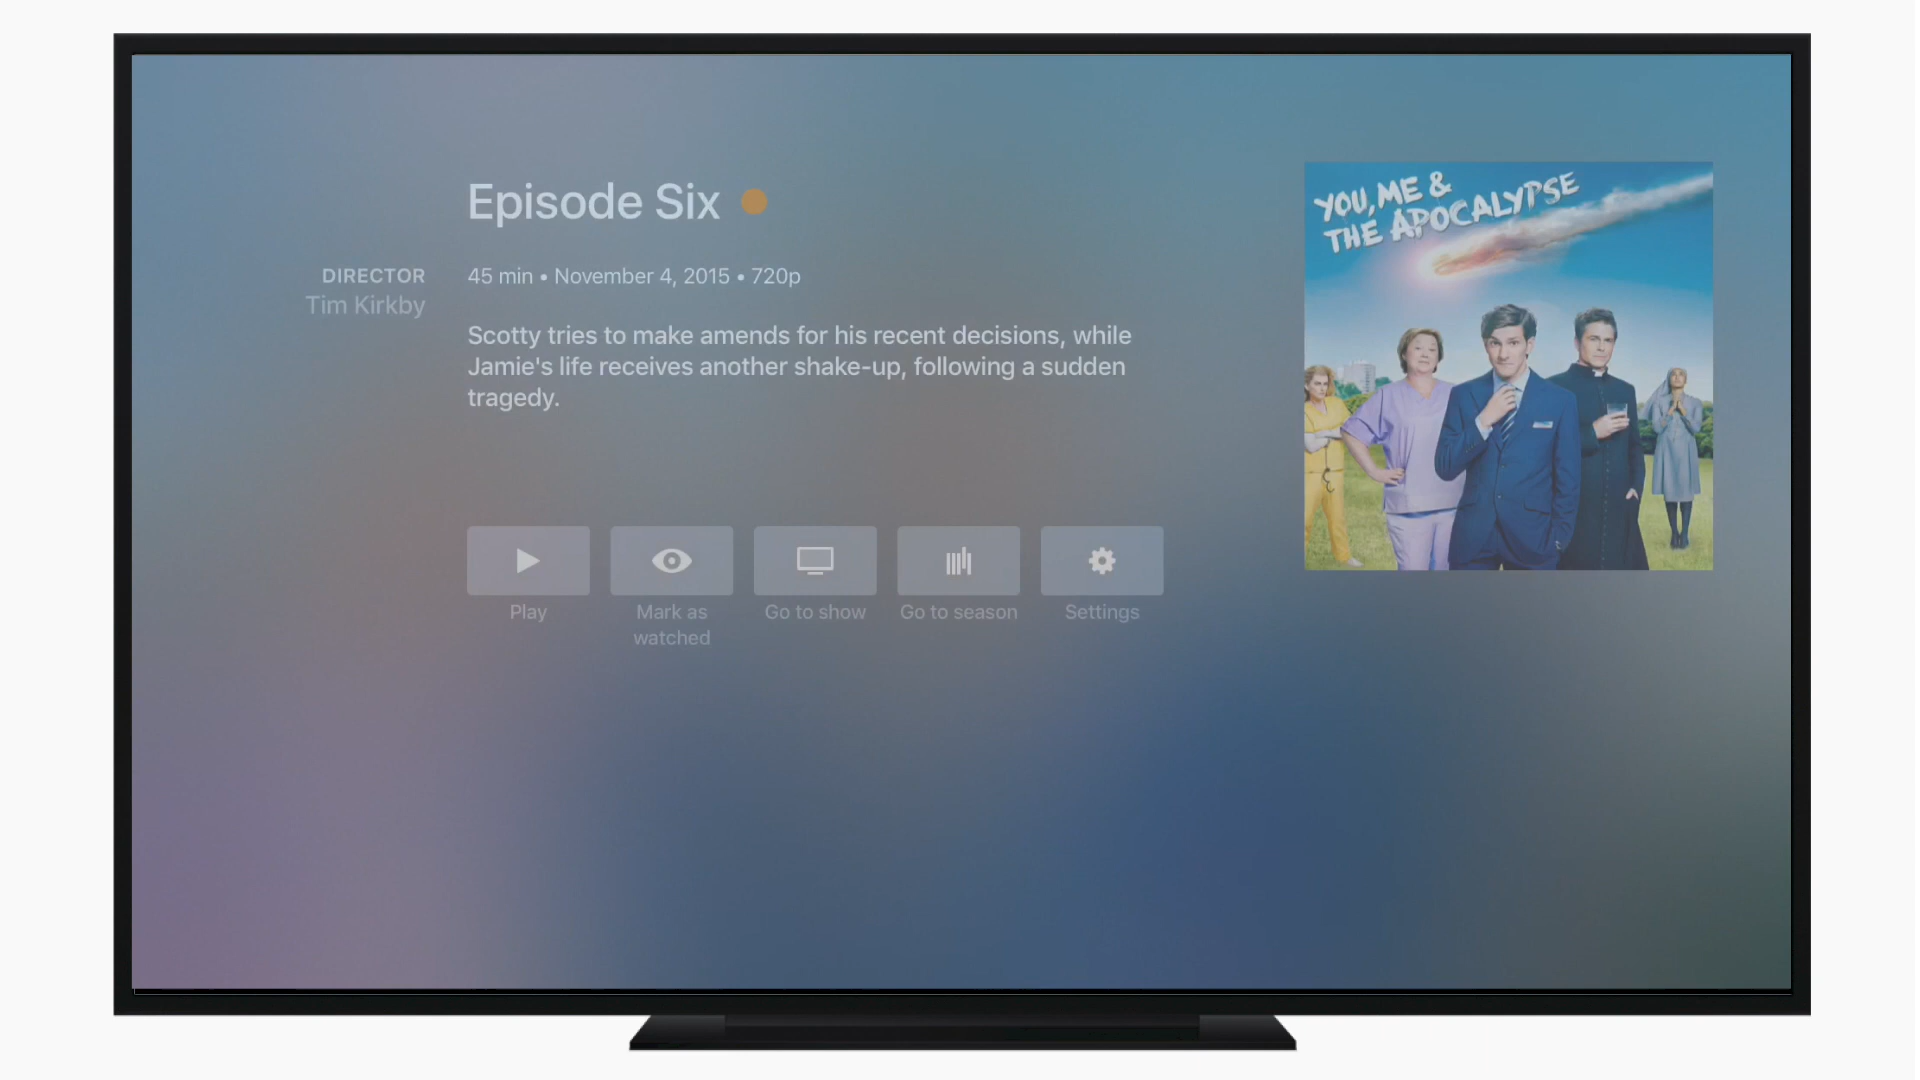 Episode Six
DIRECTOR
Tim Kirkby
45 min • November 4, 2015 • 720p
Scotty tries to make amends for his recent decisions, while
Jamie's life receives another shake-up, following a sudden
tragedy.
Play
Mark as
watched
Go to show
Go to season
Settings
YOU, ME &
THE APOCALYPSE